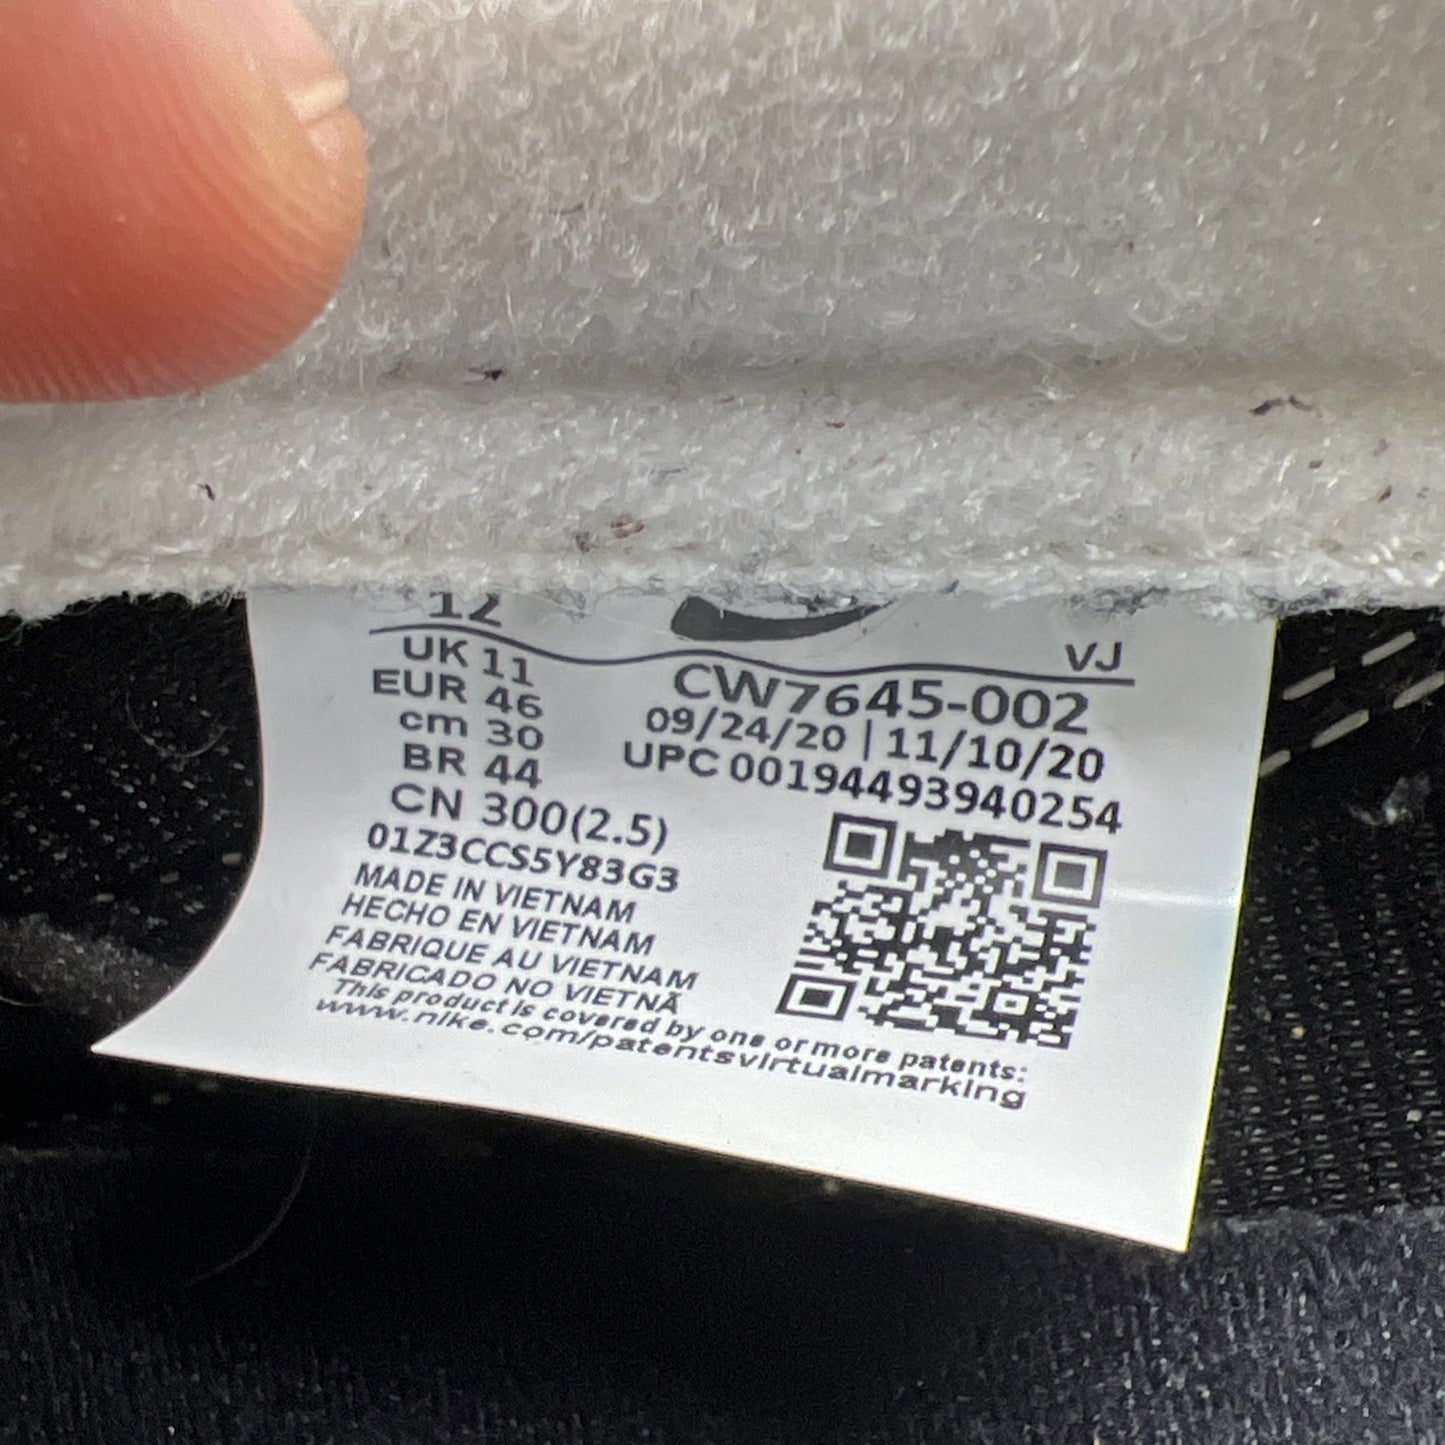 12
VJ
UK 11
EUR 46
cm 30
BR 44
CN 300(2.5)
CW7645-002
09/24/20 | 11/10/20
UPC 00194493940254
01Z3CCS5Y83G3
MADE IN VIETNAM
HECHO EN VIETNAM
FABRIQUE AU VIETNAM
FABRICADO NO VIETNÃ
This product is covered by one or more patents:
www.nike.com/patentsvirtualmarking